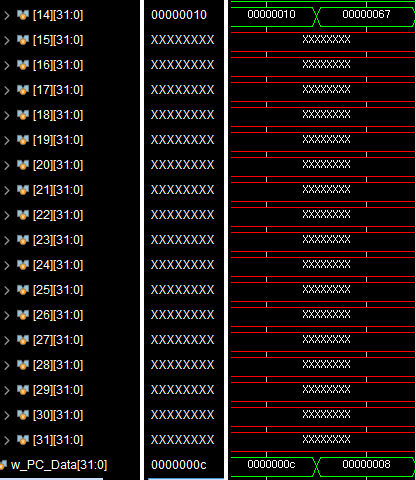 [14][31:0] 00000010 00000010 00000067
[15][31:0] XXXXXXXX XXXXXXXX
[16][31:0] XXXXXXXX XXXXXXXX
[17][31:0] XXXXXXXX XXXXXXXX
[18][31:0] XXXXXXXX XXXXXXXX
[19][31:0] XXXXXXXX XXXXXXXX
[20][31:0] XXXXXXXX XXXXXXXX
[21][31:0] XXXXXXXX XXXXXXXX
[22][31:0] XXXXXXXX XXXXXXXX
[23][31:0] XXXXXXXX XXXXXXXX
[24][31:0] XXXXXXXX XXXXXXXX
[25][31:0] XXXXXXXX XXXXXXXX
[26][31:0] XXXXXXXX XXXXXXXX
[27][31:0] XXXXXXXX XXXXXXXX
[28][31:0] XXXXXXXX XXXXXXXX
[29][31:0] XXXXXXXX XXXXXXXX
[30][31:0] XXXXXXXX XXXXXXXX
[31][31:0] XXXXXXXX XXXXXXXX
w_PC_Data[31:0] 0000000c 0000000c 00000008